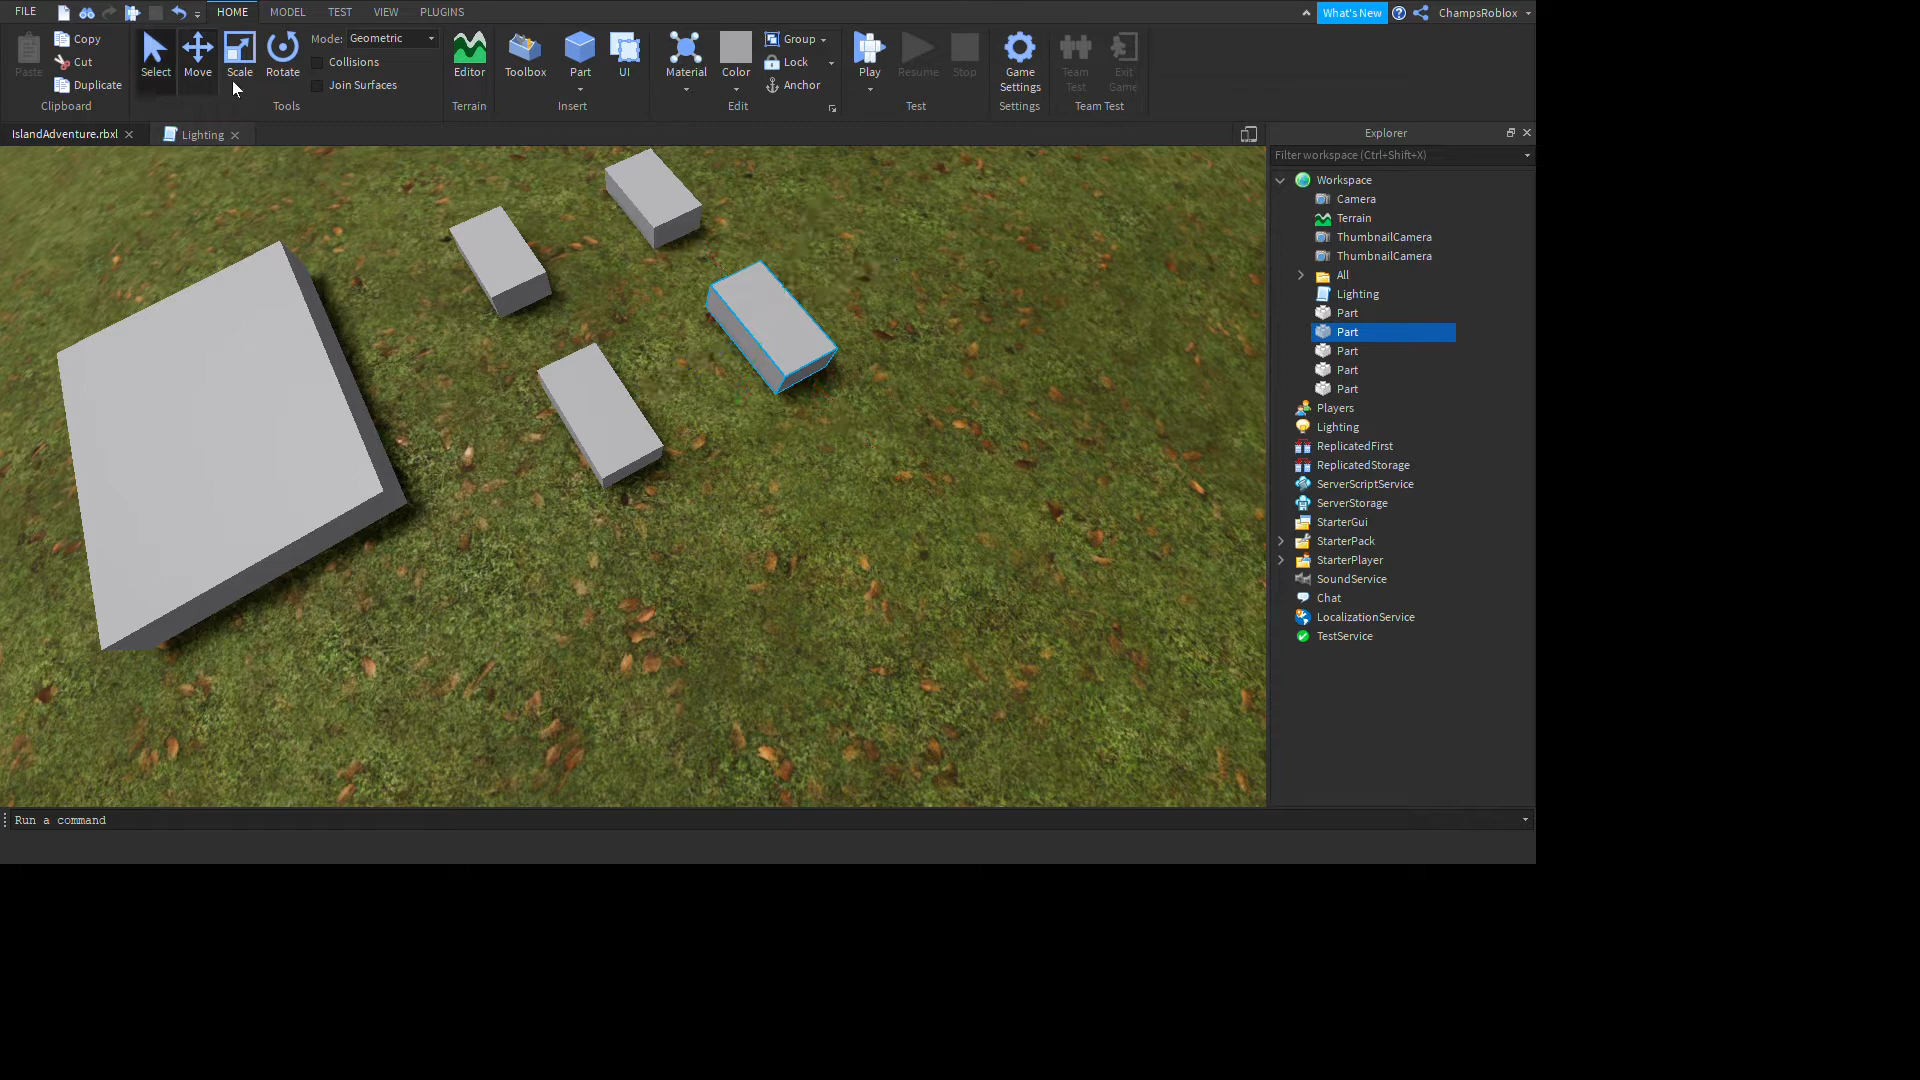 FILE HOME MODEL TEST VIEW PLUGINS What's New ChampsRoblox
Paste Copy Cut Duplicate Clipboard
Select Move Scale Rotate Mode: Geometric Collisions Join Surfaces Tools
Editor Terrain
Toolbox Part UI Insert
Material Color Group Lock Anchor Edit
Play Resume Stop Test
Game Settings Settings
Team Test Exit Game Team Test
IslandAdventure.rbxl Lighting
Explorer
Filter workspace (Ctrl+Shift+X)
Workspace
Camera
Terrain
ThumbnailCamera
ThumbnailCamera
All
Lighting
Part
Part
Part
Part
Part
Players
Lighting
ReplicatedFirst
ReplicatedStorage
ServerScriptService
ServerStorage
StarterGui
StarterPack
StarterPlayer
SoundService
Chat
LocalizationService
TestService
Run a command